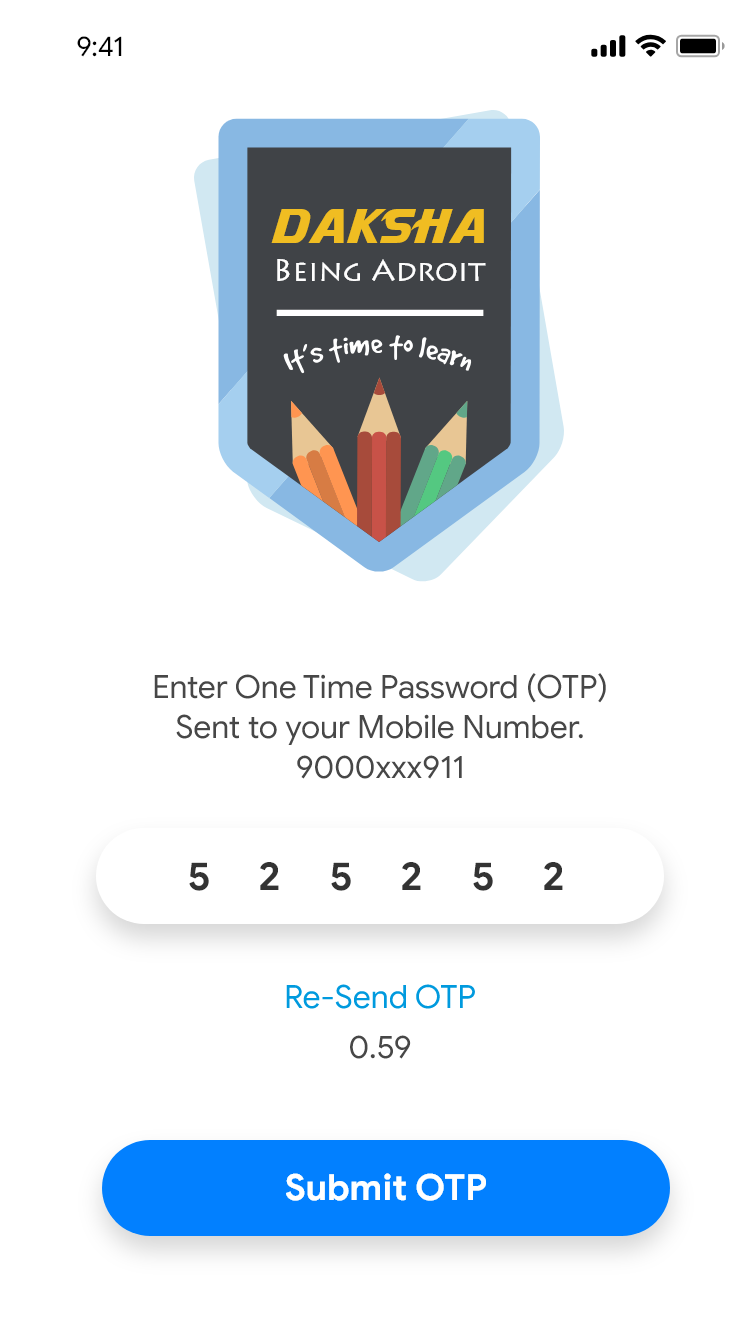 9:41
DAKSHA
BEING ADROIT
It's time to learn
Enter One Time Password (OTP)
Sent to your Mobile Number.
9000xxx911
5 2 5 2 5 2
Re-Send OTP
0.59
Submit OTP